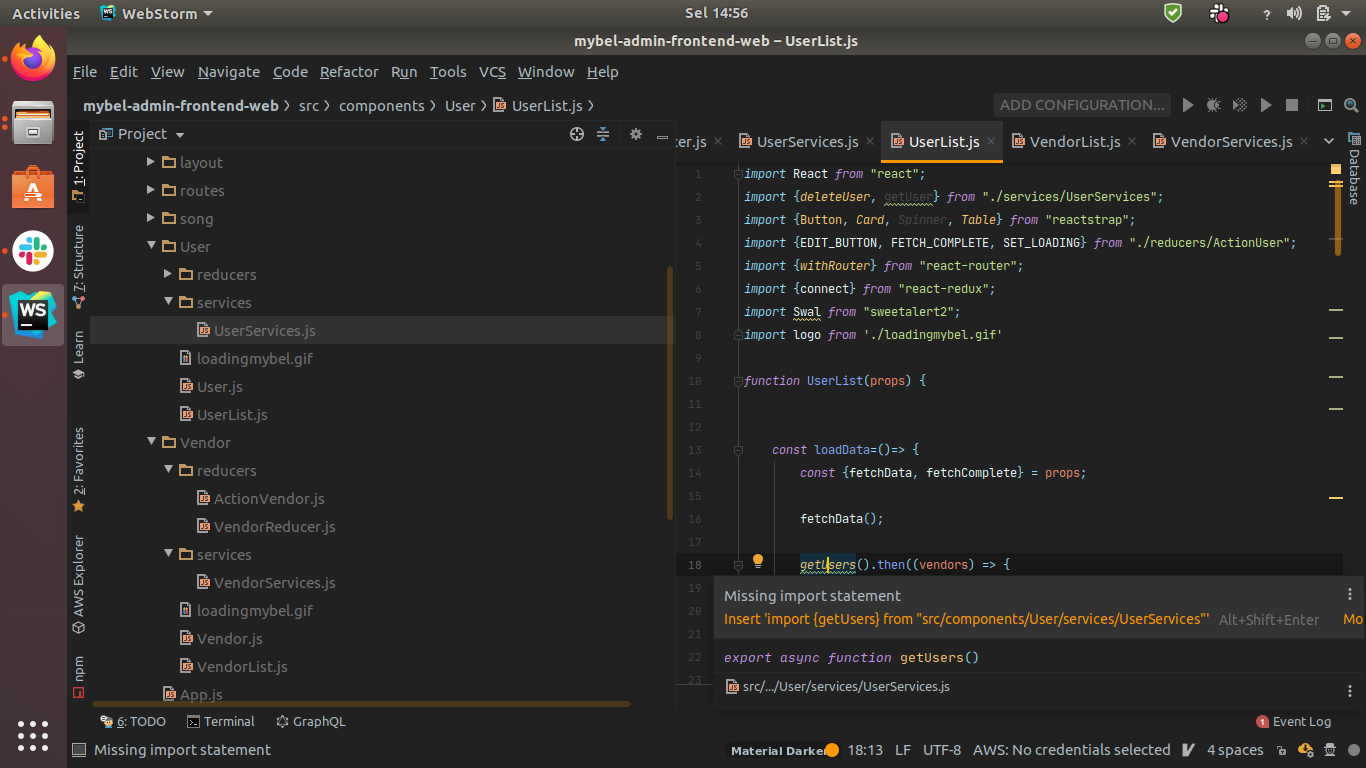 Activities WebStorm Sel 14:56 ?
mybel-admin-frontend-web – UserList.js
File Edit View Navigate Code Refactor Run Tools VCS Window Help
mybel-admin-frontend-web src components User UserList.js ADD CONFIGURATION...
1: Project
7: Structure
Learn
2: Favorites
AWS Explorer
npm
Project
layout
routes
song
User
reducers
services
UserServices.js
loadingmybel.gif
User.js
UserList.js
Vendor
reducers
ActionVendor.js
VendorReducer.js
services
VendorServices.js
loadingmybel.gif
Vendor.js
VendorList.js
App.js
ter.js UserServices.js UserList.js VendorList.js VendorServices.js
Database
1 import React from "react";
2 import {deleteUser, getUser} from "./services/UserServices";
3 import {Button, Card, Spinner, Table} from "reactstrap";
4 import {EDIT_BUTTON, FETCH_COMPLETE, SET_LOADING} from "./reducers/ActionUser";
5 import {withRouter} from "react-router";
6 import {connect} from "react-redux";
7 import Swal from "sweetalert2";
8 import logo from './loadingmybel.gif'
9
10 function UserList(props) {
11
12
13 const loadData=()=> {
14 const {fetchData, fetchComplete} = props;
15
16 fetchData();
17
18 getUsers().then((vendors) => {
19
20
21
22
23
Missing import statement
Insert 'import {getUsers} from "src/components/User/services/UserServices"' Alt+Shift+Enter Mo
export async function getUsers()
src/.../User/services/UserServices.js
6: TODO Terminal GraphQL 1 Event Log
Missing import statement Material Darker 18:13 LF UTF-8 AWS: No credentials selected 4 spaces
WS